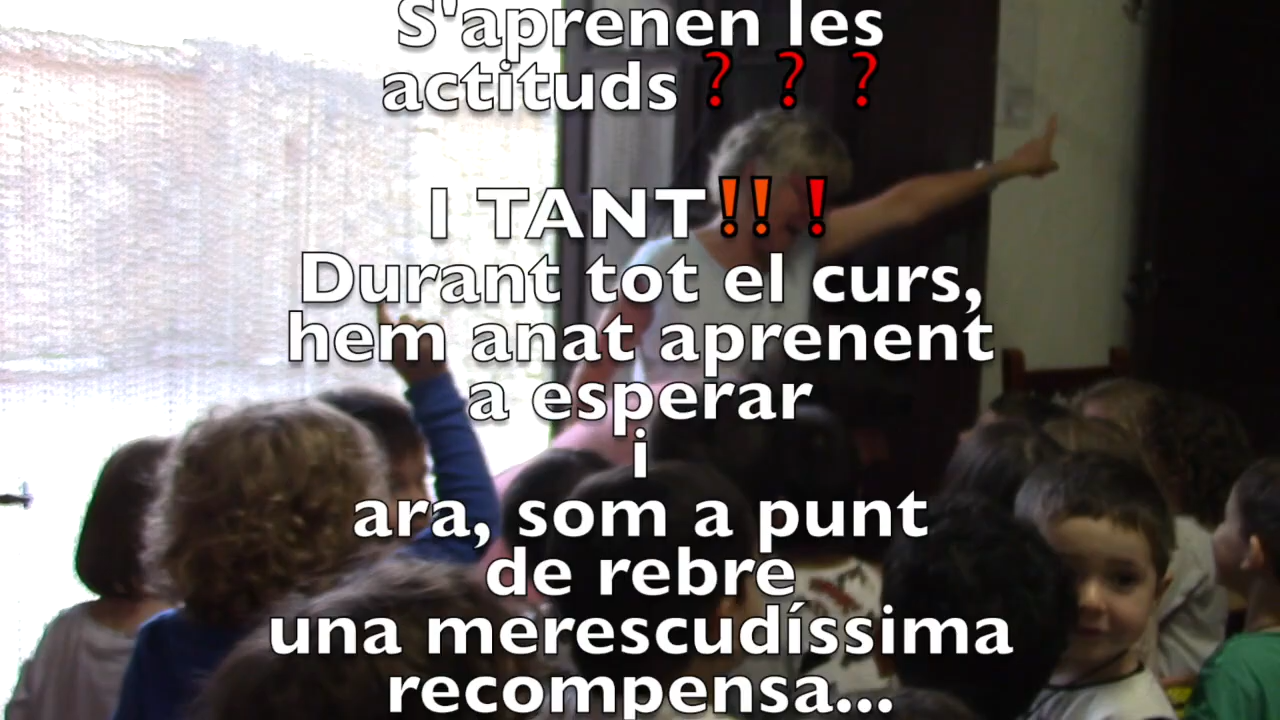 S'aprenen les
actituds❓❓❓
I TANT‼️❗
Durant tot el curs,
hem anat aprenent
a esperar
i
ara, som a punt
de rebre
una merescudíssima
recompensa...